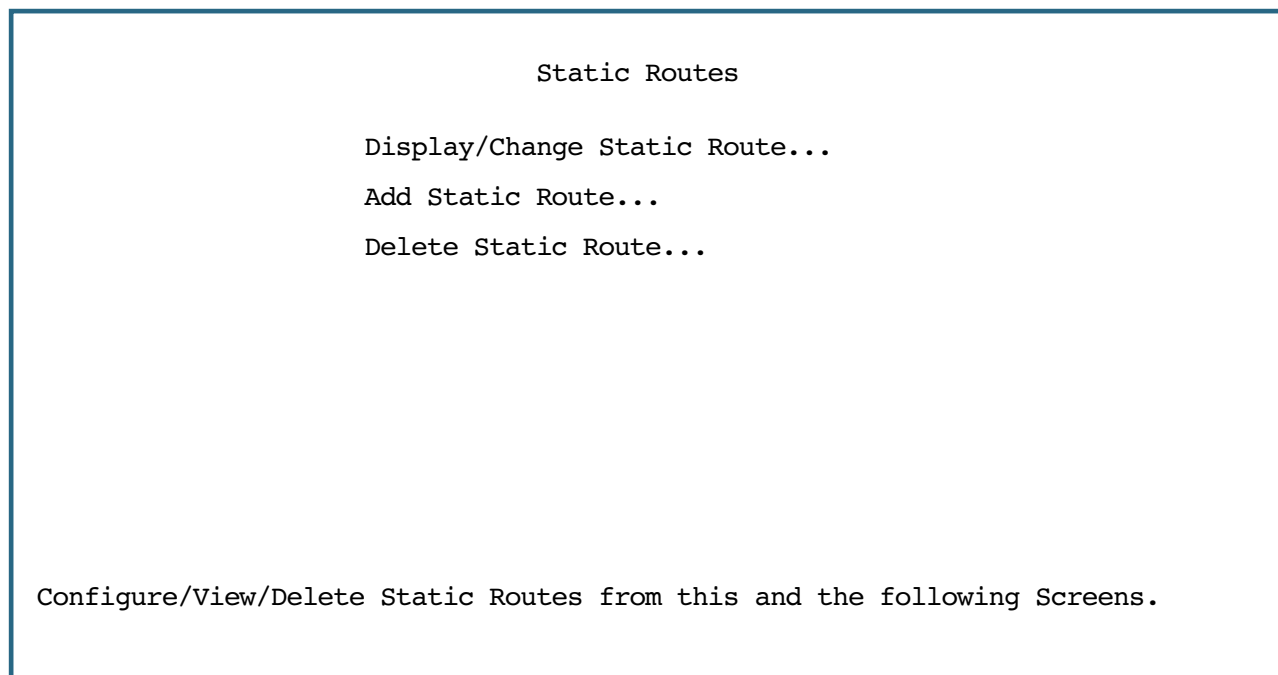 Static Routes
Display/Change Static Route...
Add Static Route...
Delete Static Route...
Configure/View/Delete Static Routes from this and the following Screens.